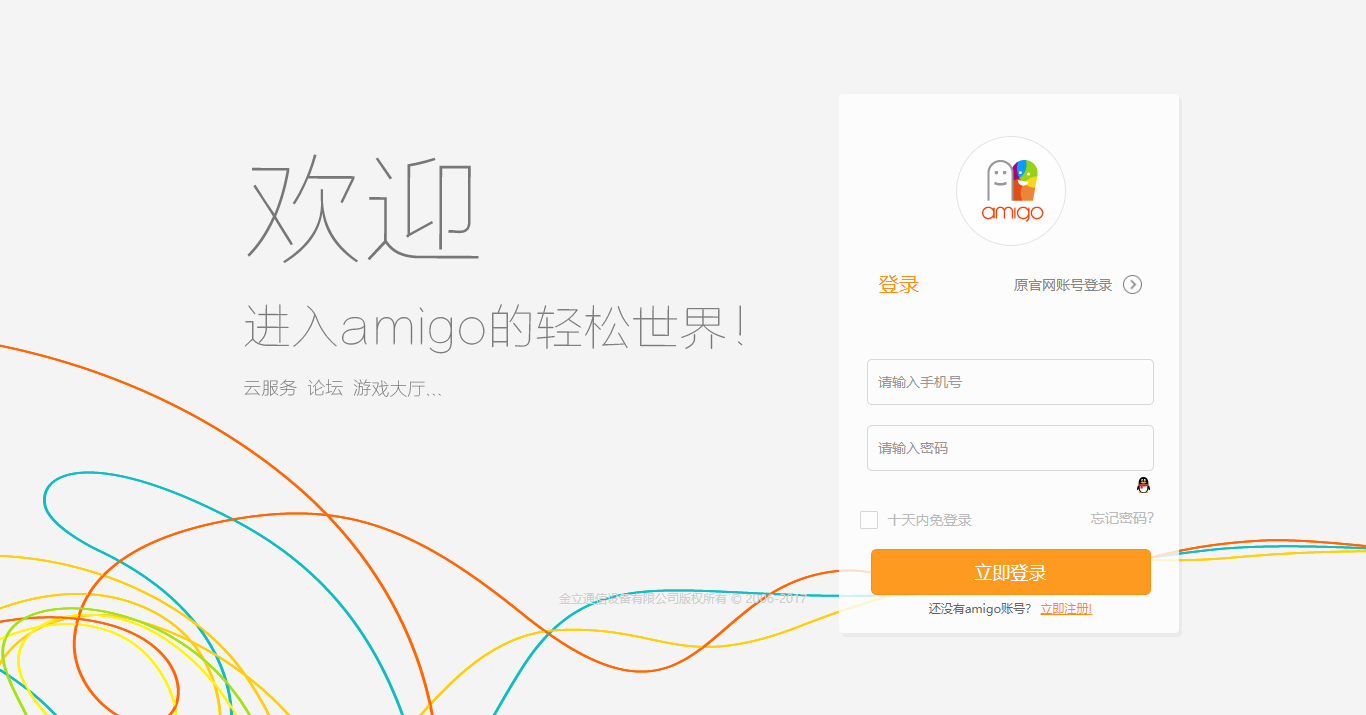 欢迎
进入amigo的轻松世界!
云服务 论坛 游戏大厅...
amigo
登录
原官网账号登录
请输入手机号
请输入密码
十天内免登录
忘记密码?
立即登录
还没有amigo账号? 立即注册!
金立通信设备有限公司版权所有 © 2006-2017